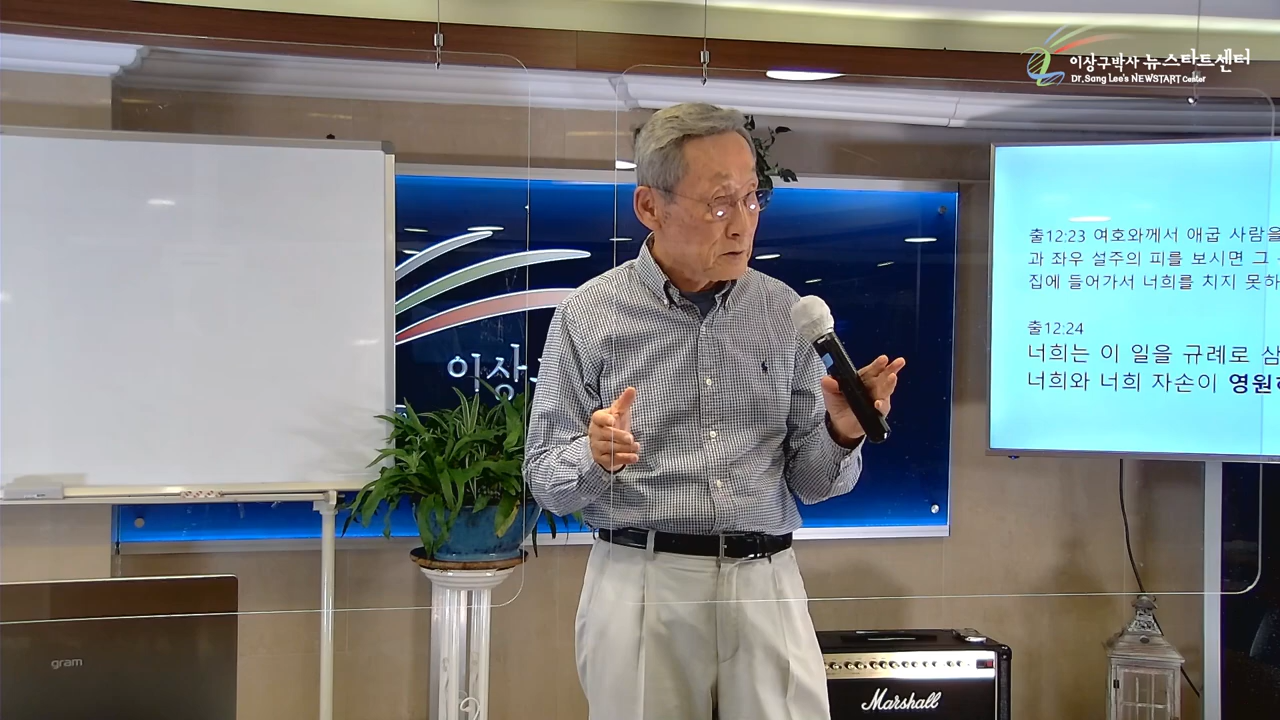 이상구박사 뉴스타트센터
Dr. Sang Lee's NEWSTART Center
출12:23 여호와께서 애굽 사람을
과 좌우 설주의 피를 보시면 그
집에 들어가서 너희를 치지 못하
출12:24
너희는 이 일을 규례로 삼
너희와 너희 자손이 영원히
이상
gram
Marshall